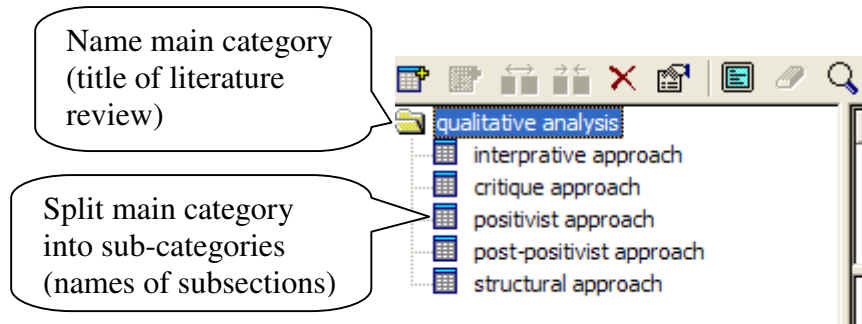 Name main category
(title of literature
review)
qualitative analysis
interprative approach
critique approach
positivist approach
post-positivist approach
structural approach
Split main category
into sub-categories
(names of subsections)